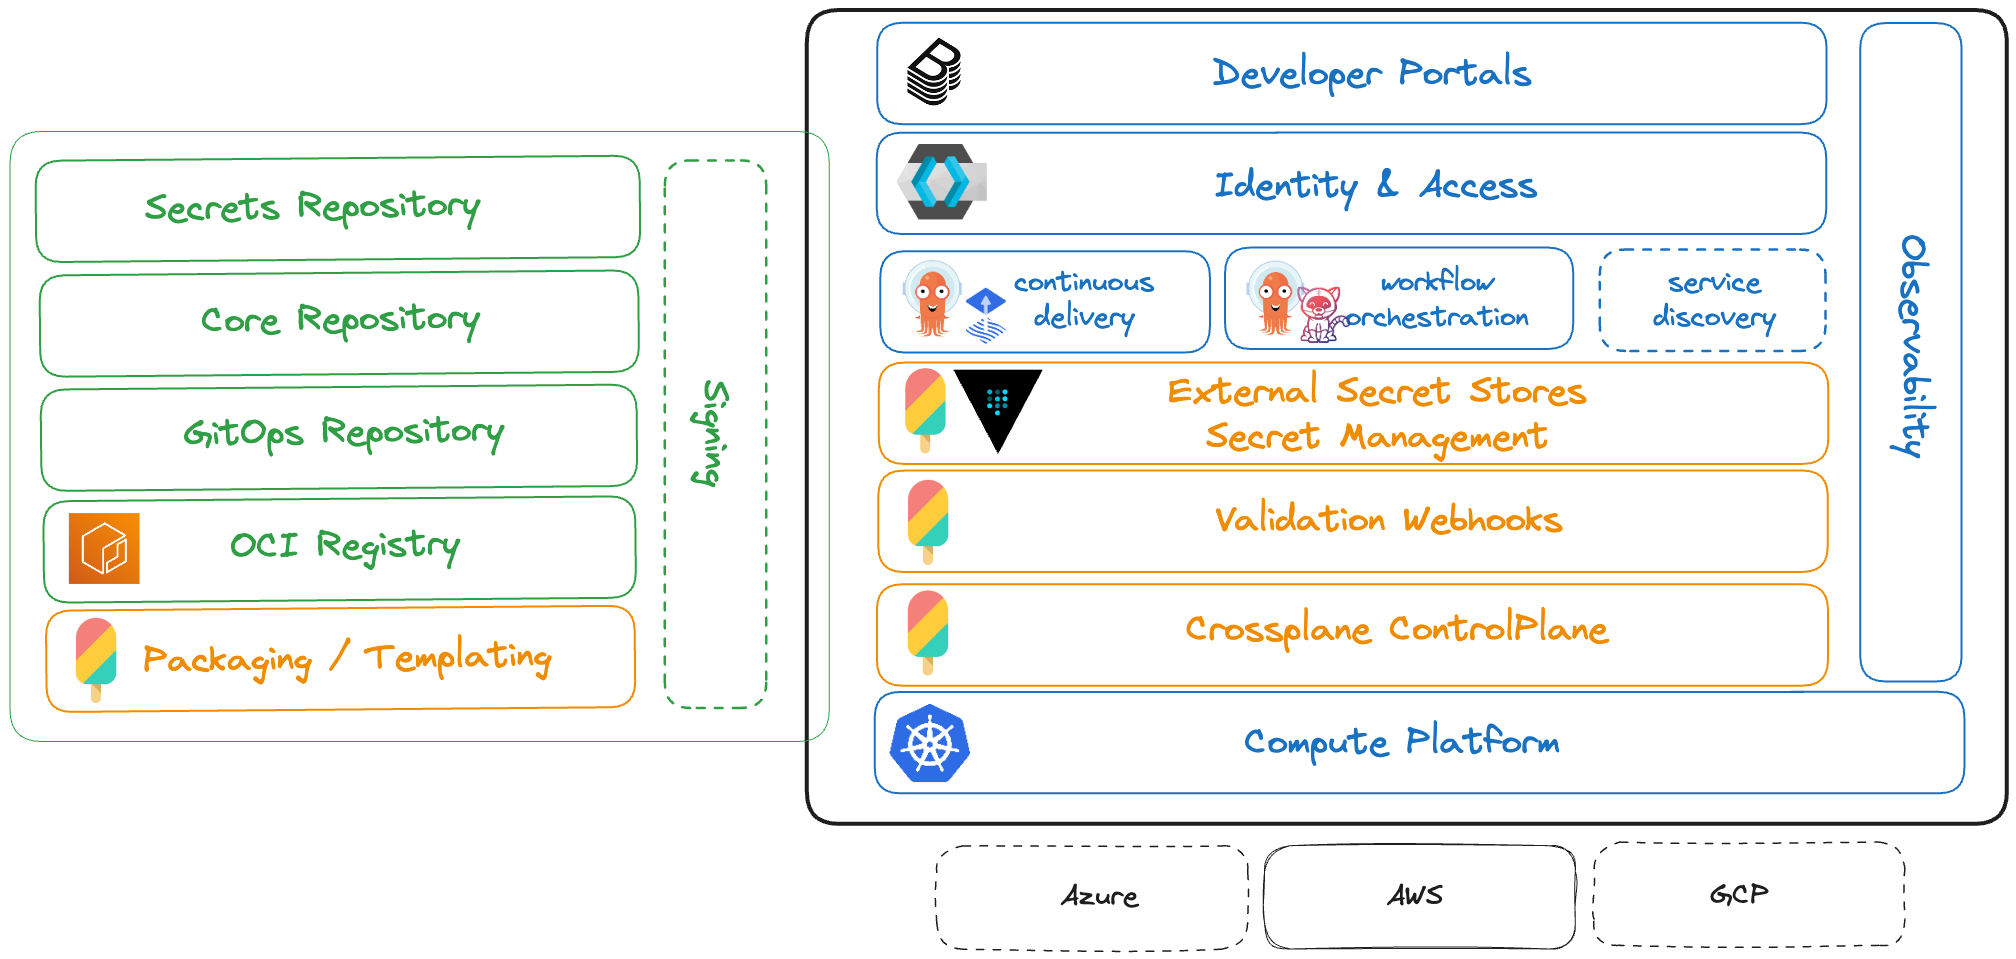 Secrets Repository
Core Repository
GitOps Repository
OCI Registry
Packaging / Templating
Signing
Developer Portals
Identity & Access
continuous
delivery
workflow
orchestration
service
discovery
External Secret Stores
Secret Management
Validation Webhooks
Crossplane ControlPlane
Compute Platform
Observability
Azure
AWS
GCP